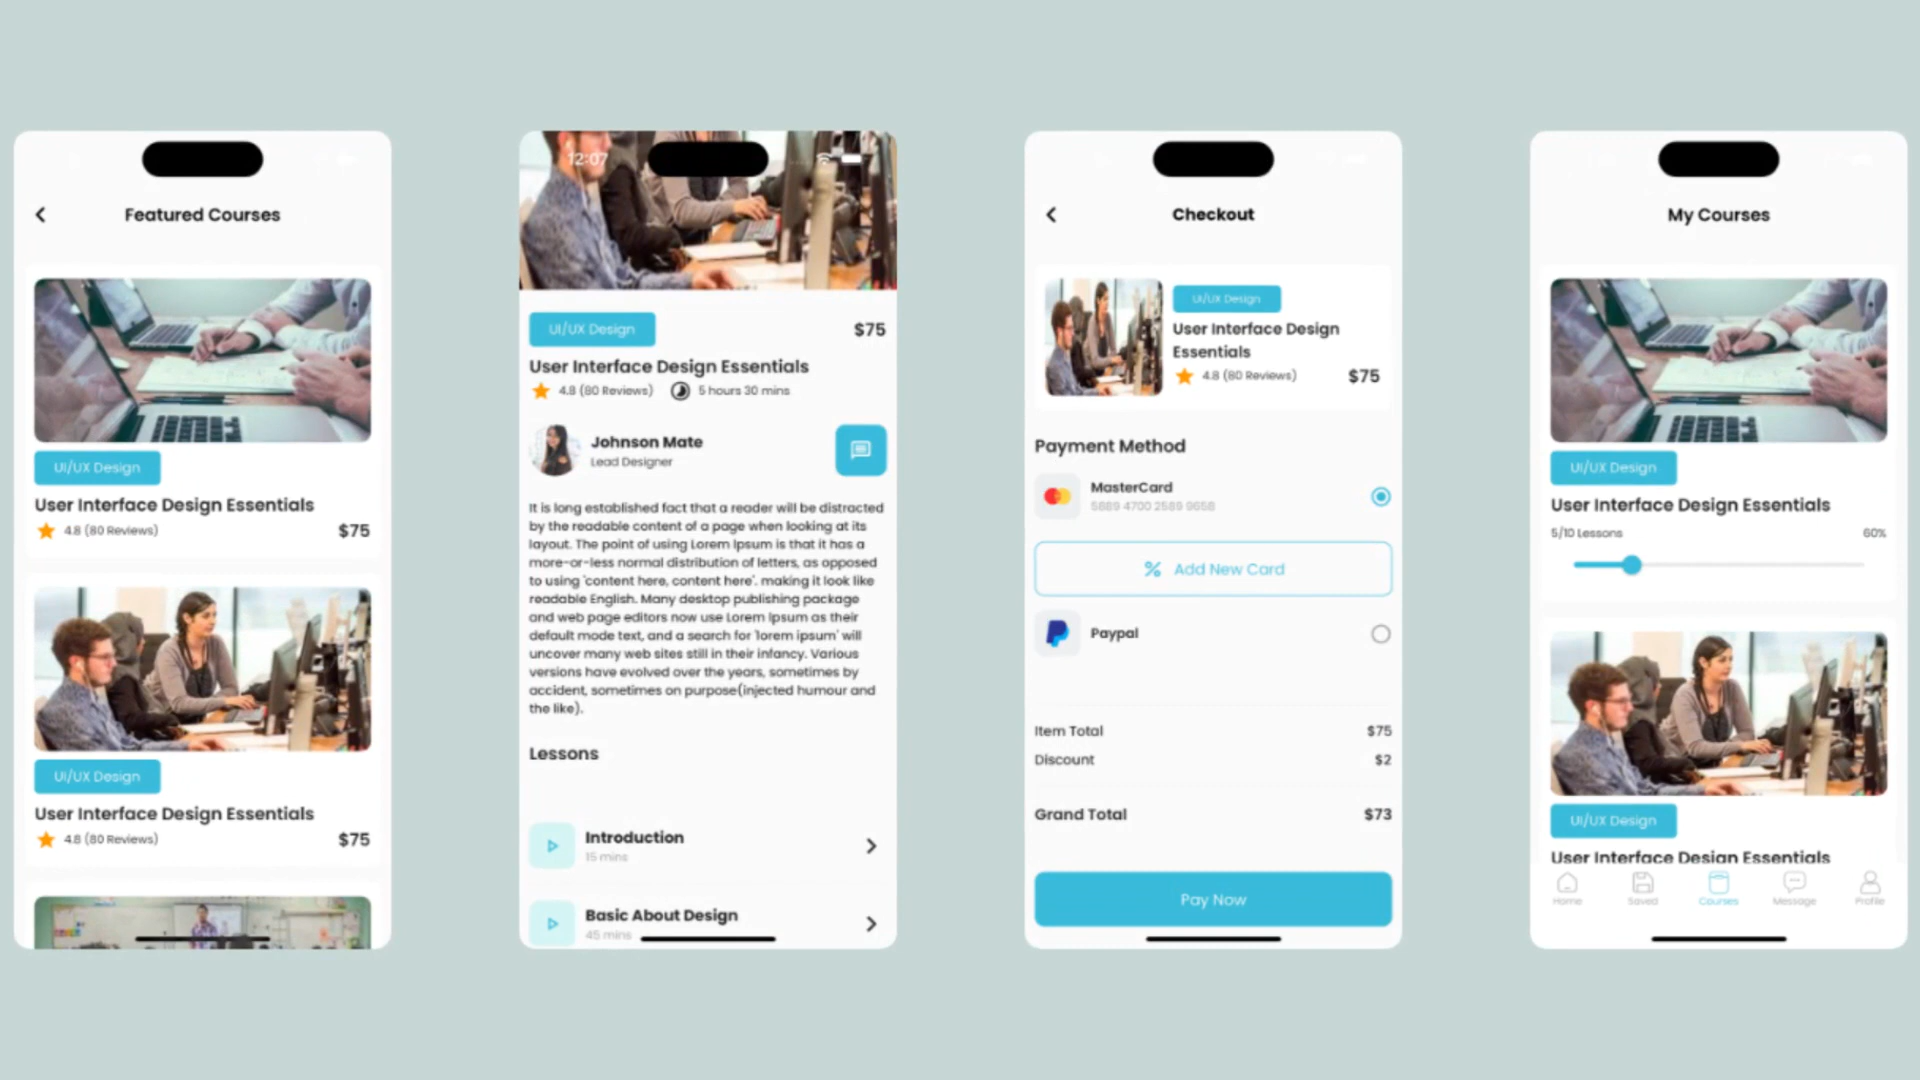 Featured Courses
UI/UX Design
User Interface Design Essentials
4.8 (80 Reviews)
$75
UI/UX Design
User Interface Design Essentials
4.8 (80 Reviews)
$75
12:07
UI/UX Design
$75
User Interface Design Essentials
4.8 (80 Reviews)
5 hours 30 mins
Johnson Mate
Lead Designer
It is long established fact that a reader will be distracted
by the readable content of a page when looking at its
layout. The point of using Lorem Ipsum is that it has a
more-or-less normal distribution of letters, as opposed
to using 'content here, content here'. making it look like
readable English. Many desktop publishing package
and web page editors now use Lorem Ipsum as their
default mode text, and a search for 'lorem ipsum' will
uncover many web sites still in their infancy. Various
versions have evolved over the years, sometimes by
accident, sometimes on purpose(injected humour and
the like).
Lessons
Introduction
15 mins
Basic About Design
45 mins
Checkout
UI/UX Design
User Interface Design
Essentials
4.8 (80 Reviews)
$75
Payment Method
MasterCard
5889 4700 2589 9658
Add New Card
Paypal
Item Total
$75
Discount
$2
Grand Total
$73
Pay Now
My Courses
UI/UX Design
User Interface Design Essentials
5/10 Lessons
60%
UI/UX Design
User Interface Design Essentials
Home
Saved
Courses
Message
Profile